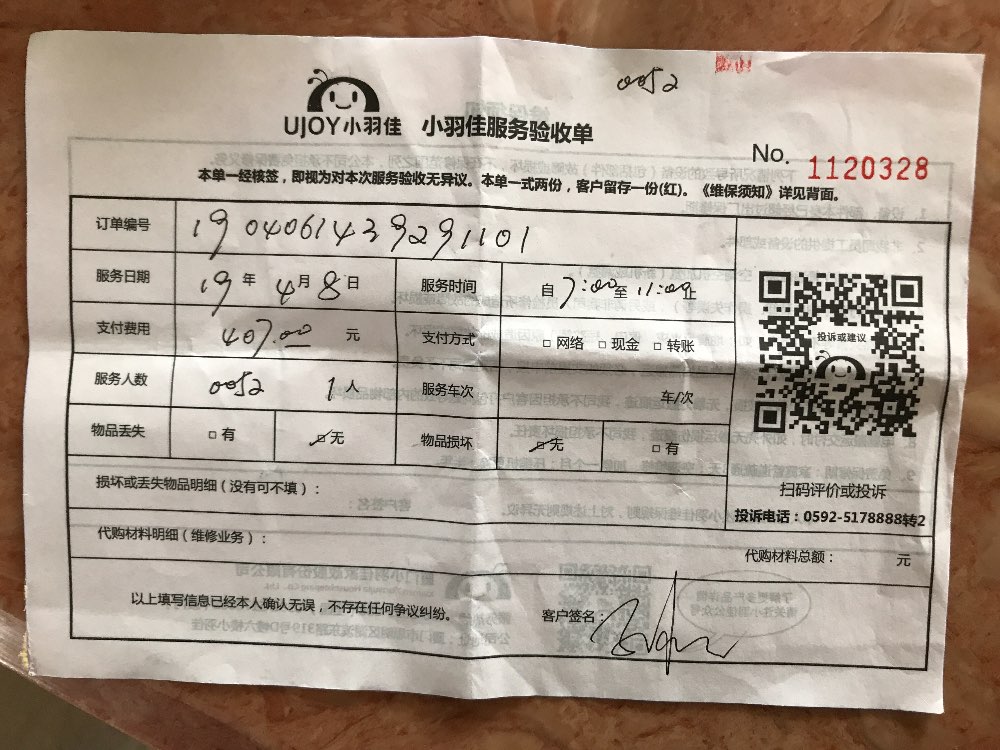 0052
UJOY小羽佳 小羽佳服务验收单
No. 1120328
本单一经核签，即视为对本次服务验收无异议。本单一式两份，客户留存一份(红)。《维保须知》详见背面。
订单编号 1904061439291101
服务日期 19年4月8日 服务时间 自7:00至11:00止
支付费用 407.00元 支付方式 □网络 □现金 □转账
投诉或建议
服务人数 0052 1人 服务车次 车/次
物品丢失 □有 ☑无 物品损坏 ☑无 □有
损坏或丢失物品明细（没有可不填）：
扫码评价或投诉
投诉电话：0592-5178888转2
代购材料明细（维修业务）：
代购材料总额： 元
以上填写信息已经本人确认无误，不存在任何争议纠纷。 客户签名：